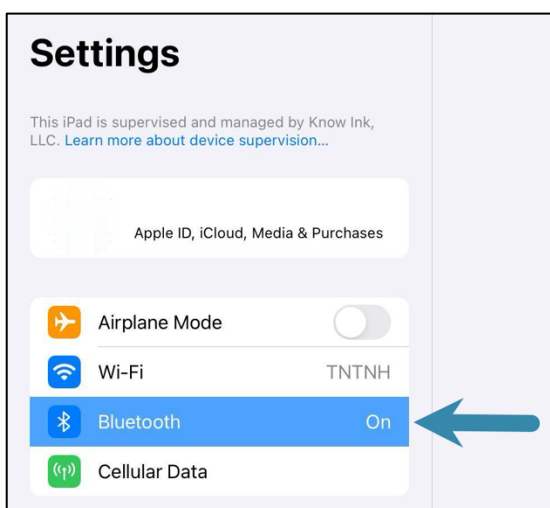 Settings
This iPad is supervised and managed by Know Ink,
LLC. Learn more about device supervision...
Apple ID, iCloud, Media & Purchases
Airplane Mode
Wi-Fi TNTNH
Bluetooth On
Cellular Data